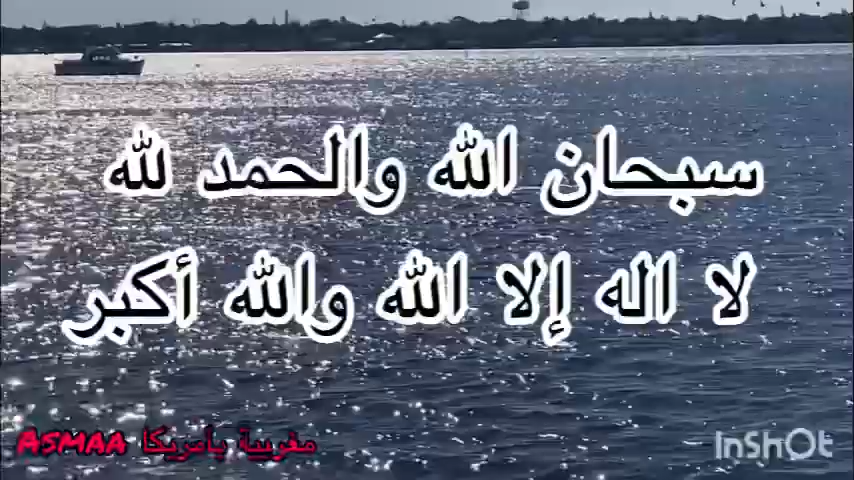 سبحان الله والحمد لله
لا اله إلا الله والله أكبر
ASMAA مغربية بأمريكا
InShOt